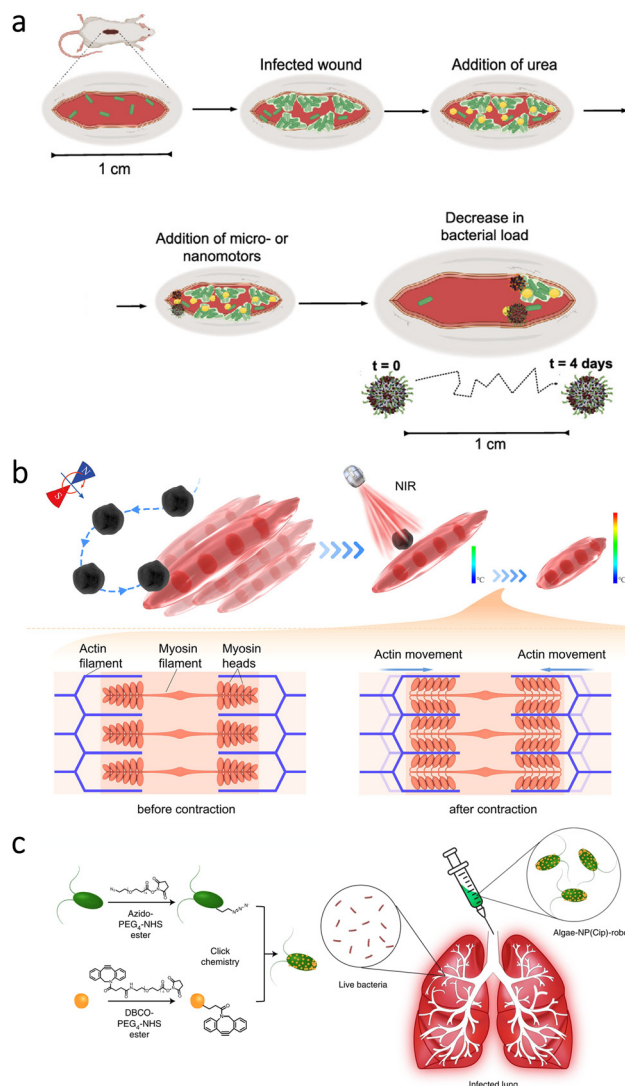 a
Infected wound
Addition of urea
1 cm
Addition of micro- or
nanomotors
Decrease in
bacterial load
t = 0
t = 4 days
1 cm
b
N
S
NIR
°C
°C
Actin
filament
Myosin
filament
Myosin
heads
Actin movement
Actin movement
before contraction
after contraction
c
Azido-
PEG4-NHS
ester
Click
chemistry
DBCO-
PEG4-NHS
ester
Live bacteria
Algae-NP(Cip)-robo
Infected lung